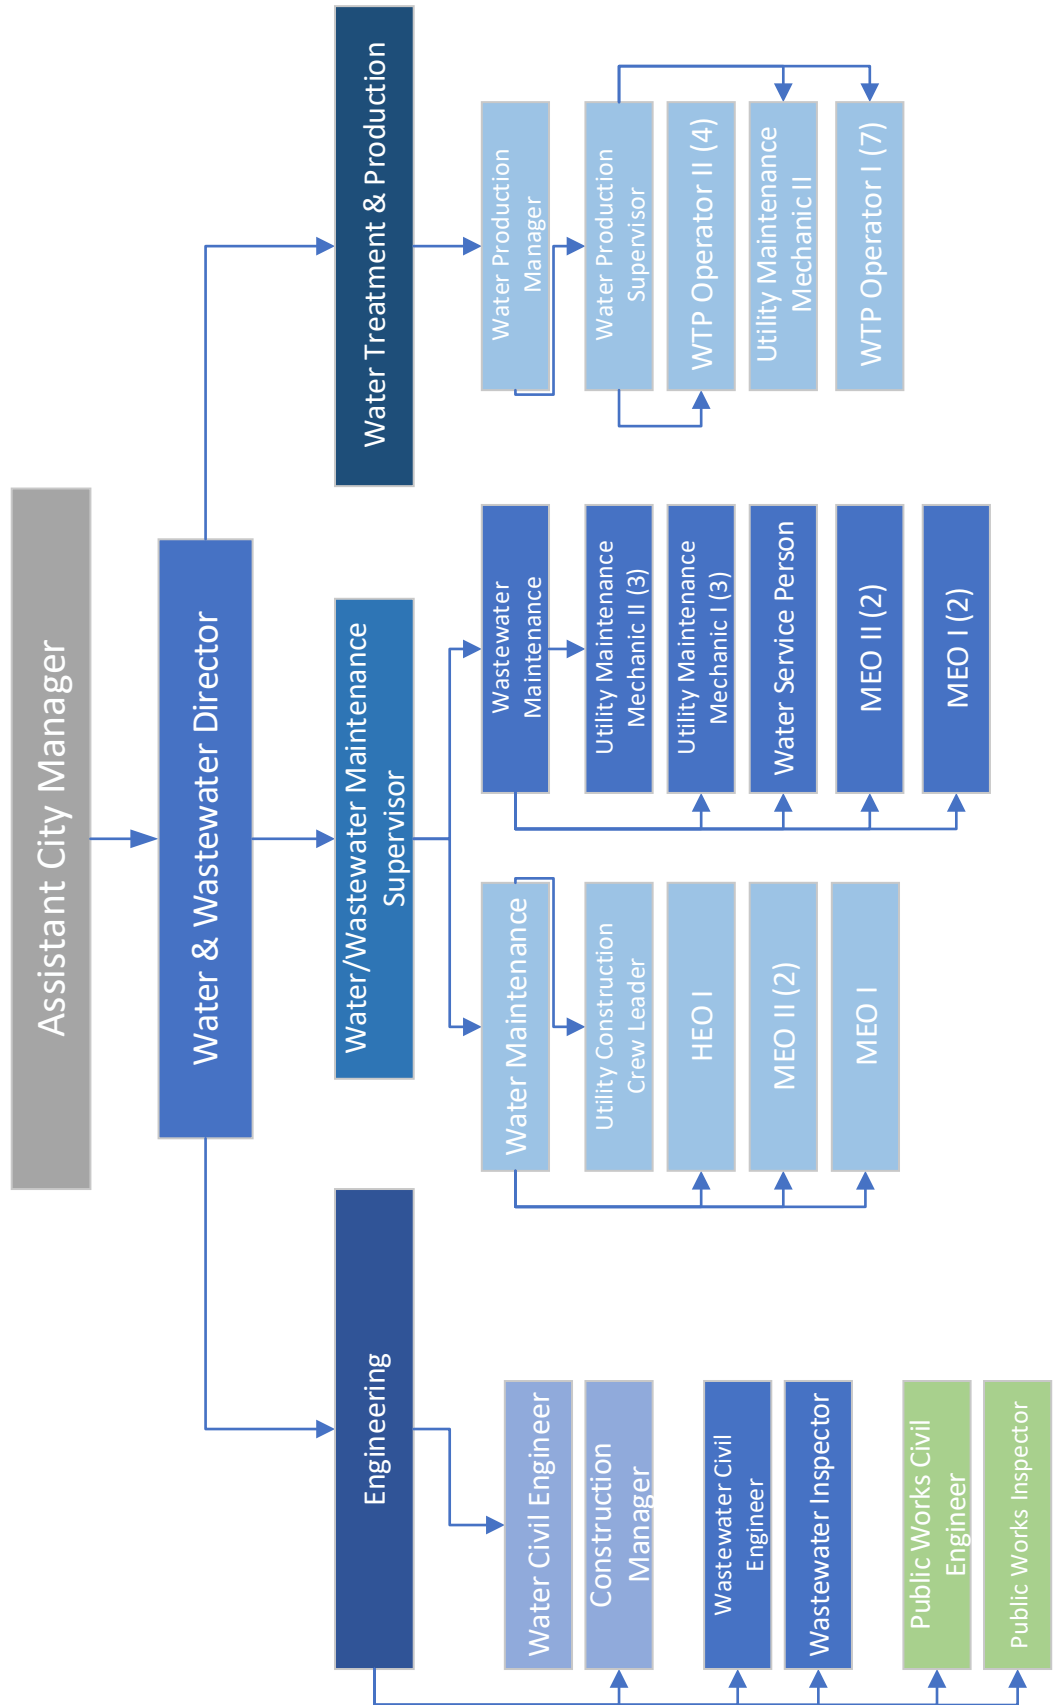 Assistant City Manager
Water & Wastewater Director
Engineering
Water/Wastewater Maintenance
Supervisor
Water Treatment & Production
Water Civil Engineer
Construction
Manager
Wastewater Civil
Engineer
Wastewater Inspector
Public Works Civil
Engineer
Public Works Inspector
Water Maintenance
Utility Construction
Crew Leader
HEO I
MEO II (2)
MEO I
Wastewater
Maintenance
Utility Maintenance
Mechanic II (3)
Utility Maintenance
Mechanic I (3)
Water Service Person
MEO II (2)
MEO I (2)
Water Production
Manager
Water Production
Supervisor
WTP Operator II (4)
Utility Maintenance
Mechanic II
WTP Operator I (7)